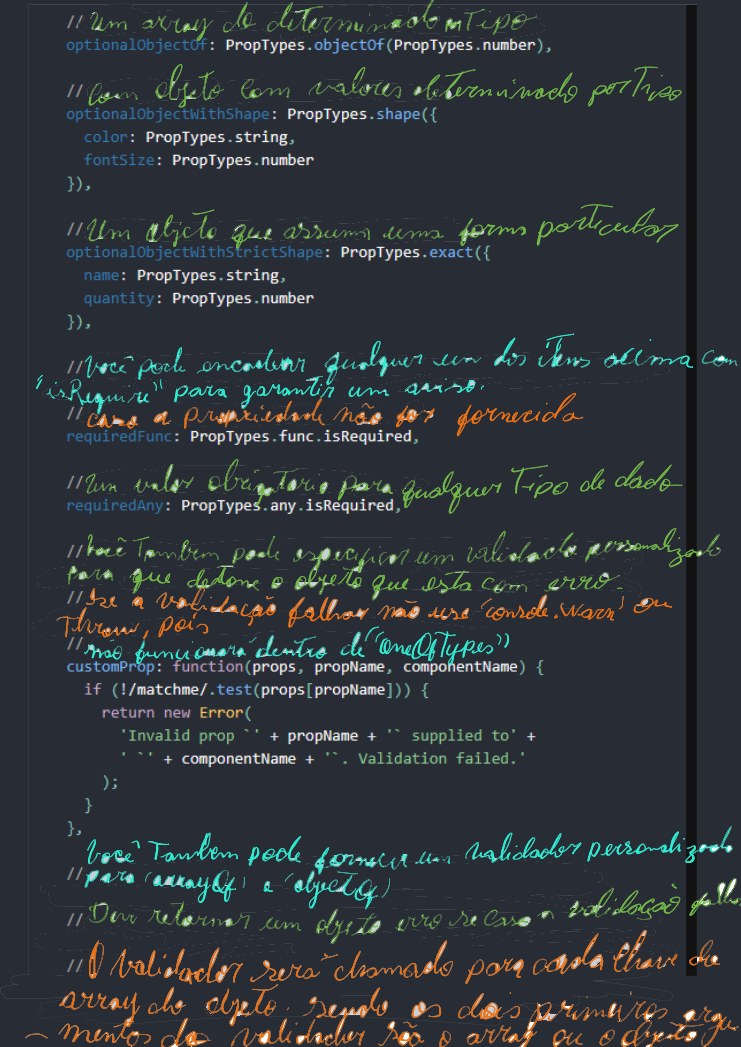 // Um array do determinado Tipo
optionalObjectOf: PropTypes.objectOf(PropTypes.number),
// objeto com valores determinado por Tipo
optionalObjectWithShape: PropTypes.shape({
color: PropTypes.string,
fontSize: PropTypes.number
}),
// Um objeto que assuma uma forma particular
optionalObjectWithStrictShape: PropTypes.exact({
name: PropTypes.string,
quantity: PropTypes.number
}),
// Você pode encadear qualquer um dos itens acima com
"isRequire" para garantir um aviso.
// caso a propriedade não for fornecida
requiredFunc: PropTypes.func.isRequired,
// Um valor obrigatorio para qualquer Tipo de dado
requiredAny: PropTypes.any.isRequired,
// Você Tambem pode especificar um validado personalizado
para que detone o objeto que esta com erro.
// Se a validação falhar não use 'console.warn' ou
Throw, pois
// não funcionará dentro de "oneOfTypes")
customProp: function(props, propName, componentName) {
if (!/matchme/.test(props[propName])) {
return new Error(
'Invalid prop `' + propName + '` supplied to' +
' `' + componentName + '`. Validation failed.'
);
}
},
Você Tambem pode fornecer um validador personalizado
// para 'arrayOf' e 'objetOf'
// Deve retornar um objeto erro se caso a validação
// O Validador será chamado para cada chave do
array do objeto. sendo os dois primeiros argu
- mentos do validador são o array ou o objeto